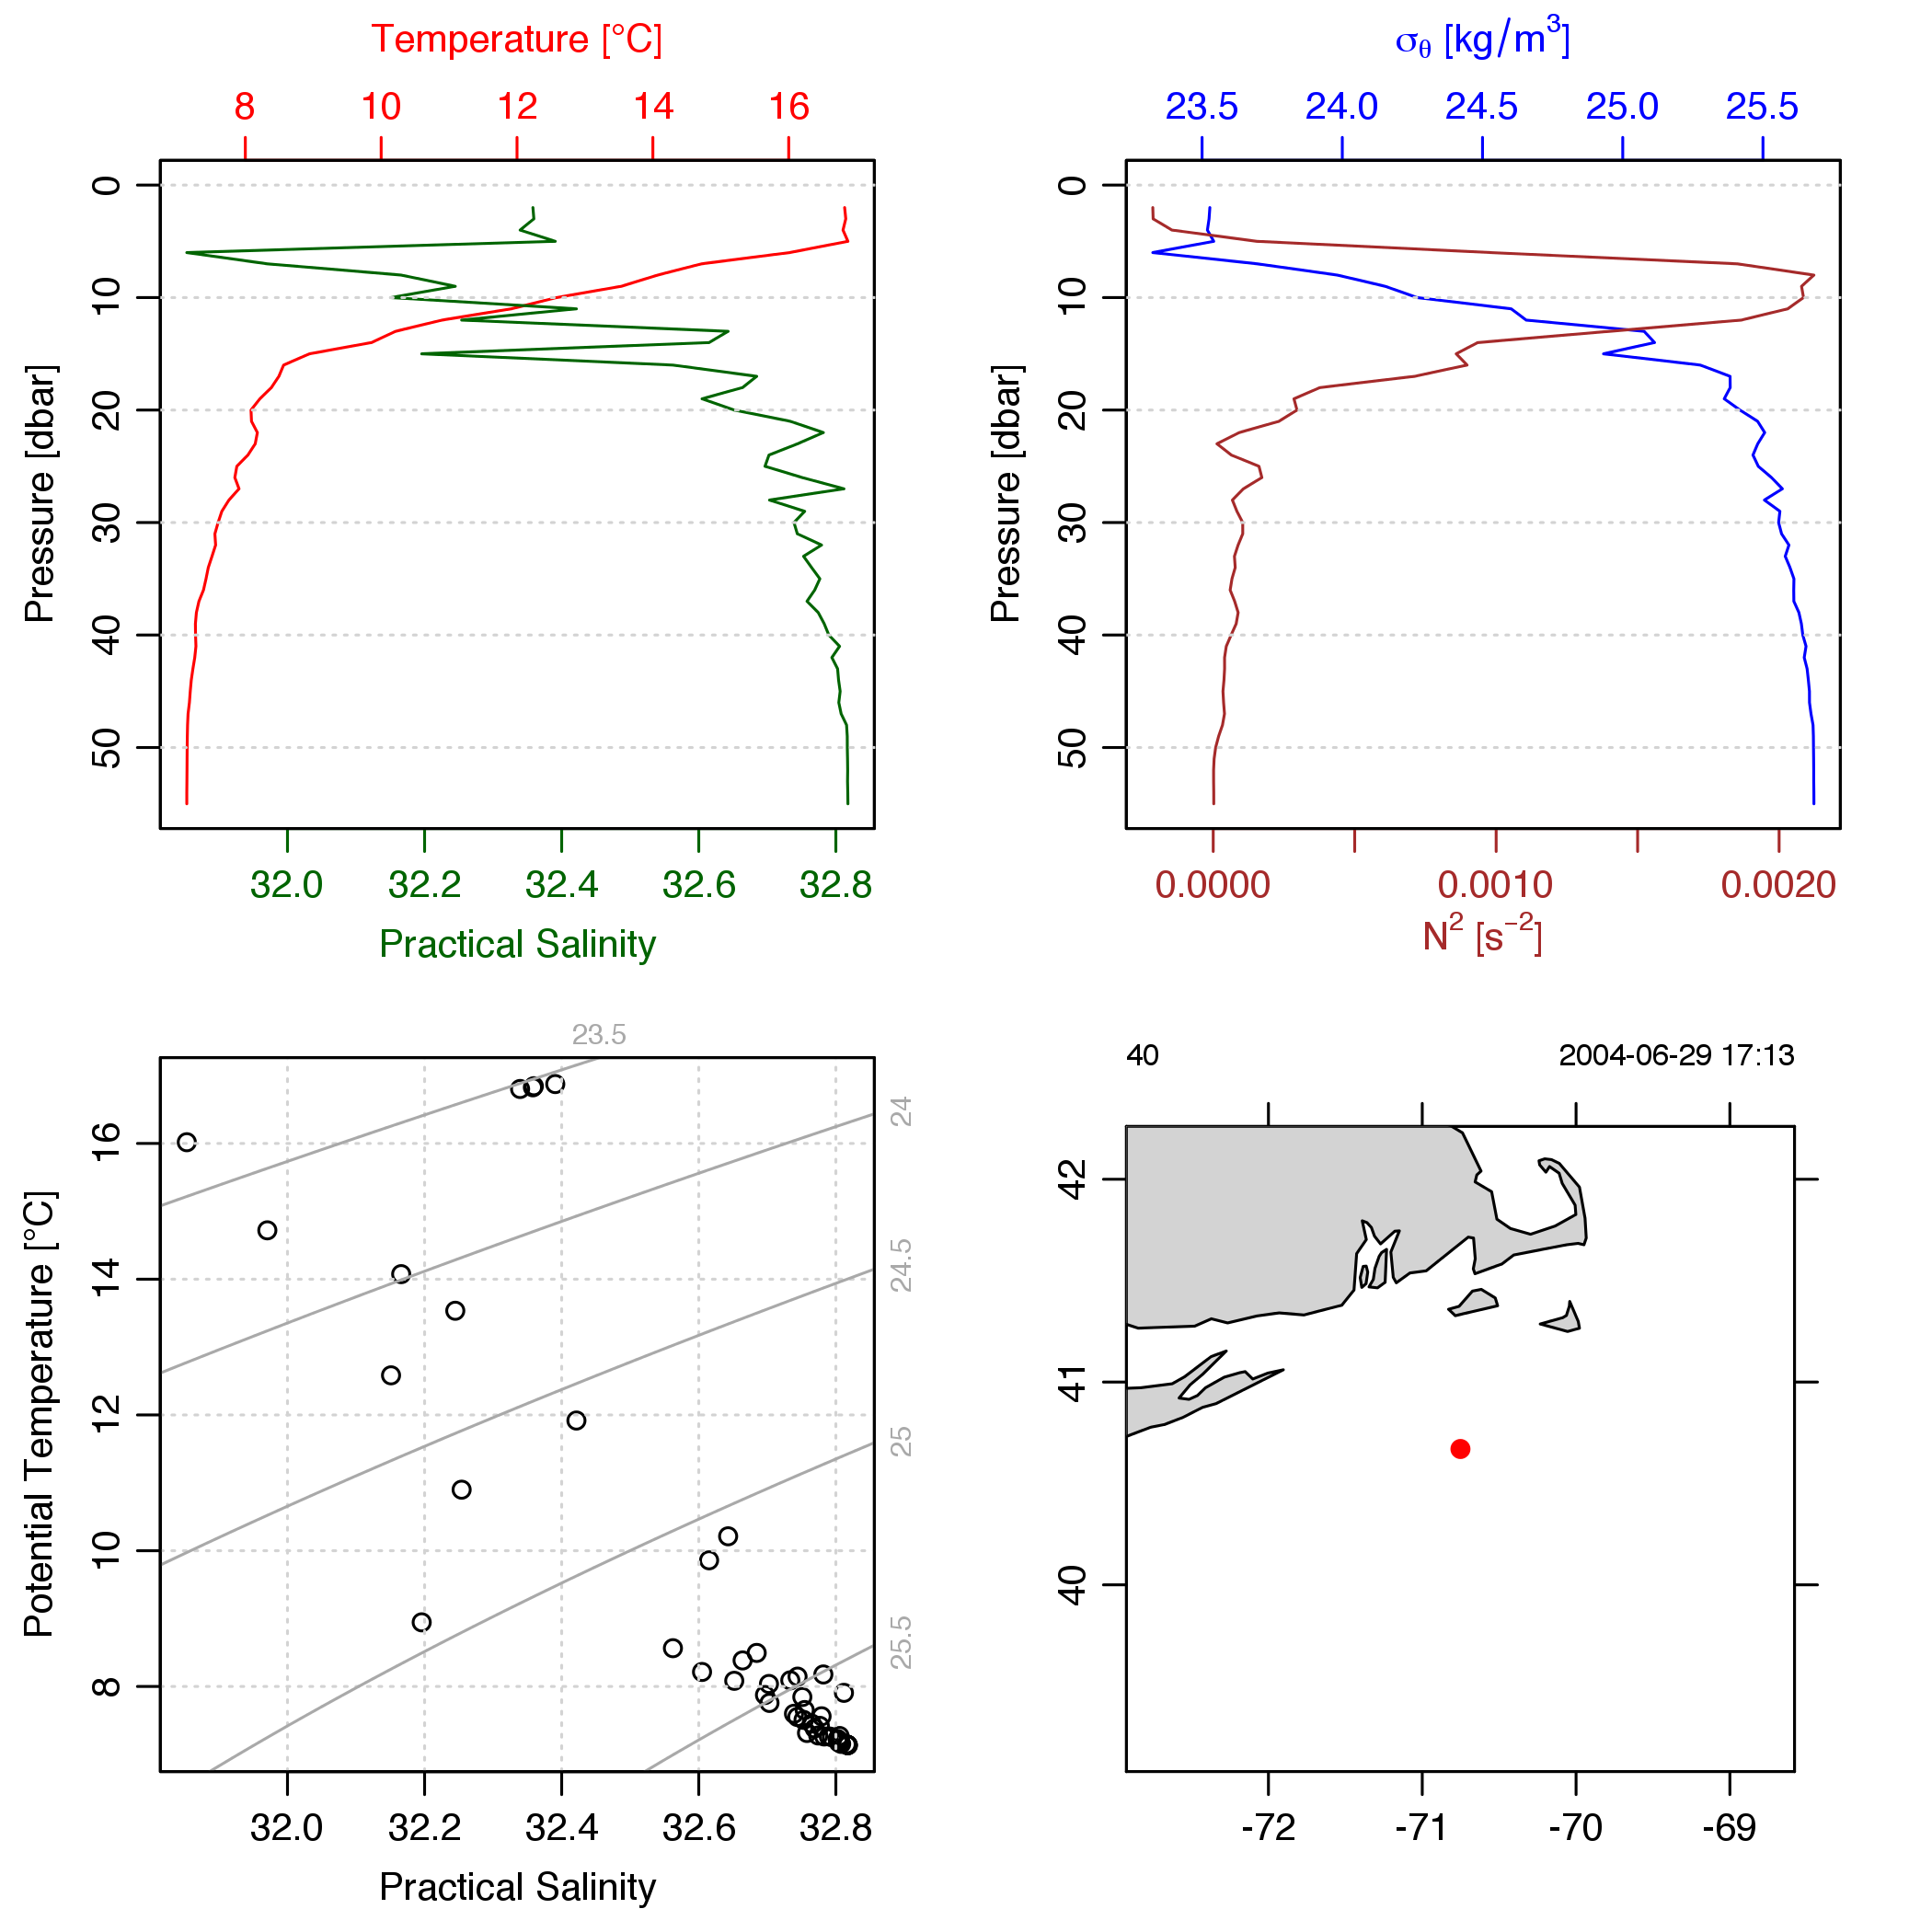 Temperature [°C]
8 10 12 14 16
0 10 20 30 40 50
Pressure [dbar]
32.0 32.2 32.4 32.6 32.8
Practical Salinity
σθ [kg/m³]
23.5 24.0 24.5 25.0 25.5
0 10 20 30 40 50
Pressure [dbar]
0.0000 0.0010 0.0020
N² [s⁻²]
23.5
24
24.5
25
25.5
16 14 12 10 8
Potential Temperature [°C]
32.0 32.2 32.4 32.6 32.8
Practical Salinity
40 2004-06-29 17:13
42 41 40
-72 -71 -70 -69